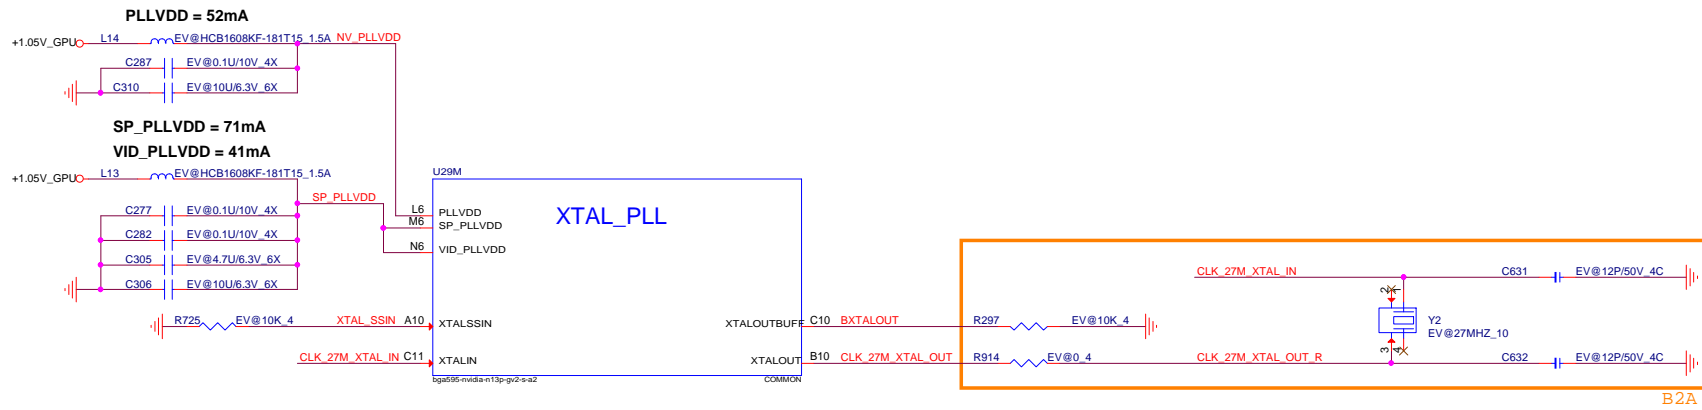 PLLVDD = 52mA
+1.05V_GPU L14 EV@HCB1608KF-181T15_1.5A NV_PLLVDD
C287 EV@0.1U/10V_4X
C310 EV@10U/6.3V_6X
SP_PLLVDD = 71mA
VID_PLLVDD = 41mA
+1.05V_GPU L13 EV@HCB1608KF-181T15_1.5A
SP_PLLVDD
C277 EV@0.1U/10V_4X
C282 EV@0.1U/10V_4X
C305 EV@4.7U/6.3V_6X
C306 EV@10U/6.3V_6X
R725 EV@10K_4 XTAL_SSIN A10
CLK_27M_XTAL_IN C11
U29M
XTAL_PLL
L6 PLLVDD
M6 SP_PLLVDD
N6 VID_PLLVDD
XTALSSIN
XTALIN
XTALOUTBUFF C10 BXTALOUT R297 EV@10K_4
XTALOUT B10 CLK_27M_XTAL_OUT R914 EV@0_4 CLK_27M_XTAL_OUT_R
bga595-nvidia-n13p-gv2-s-a2 COMMON
CLK_27M_XTAL_IN C631 EV@12P/50V_4C
2 1
Y2
EV@27MHZ_10
3 4
C632 EV@12P/50V_4C
B2A